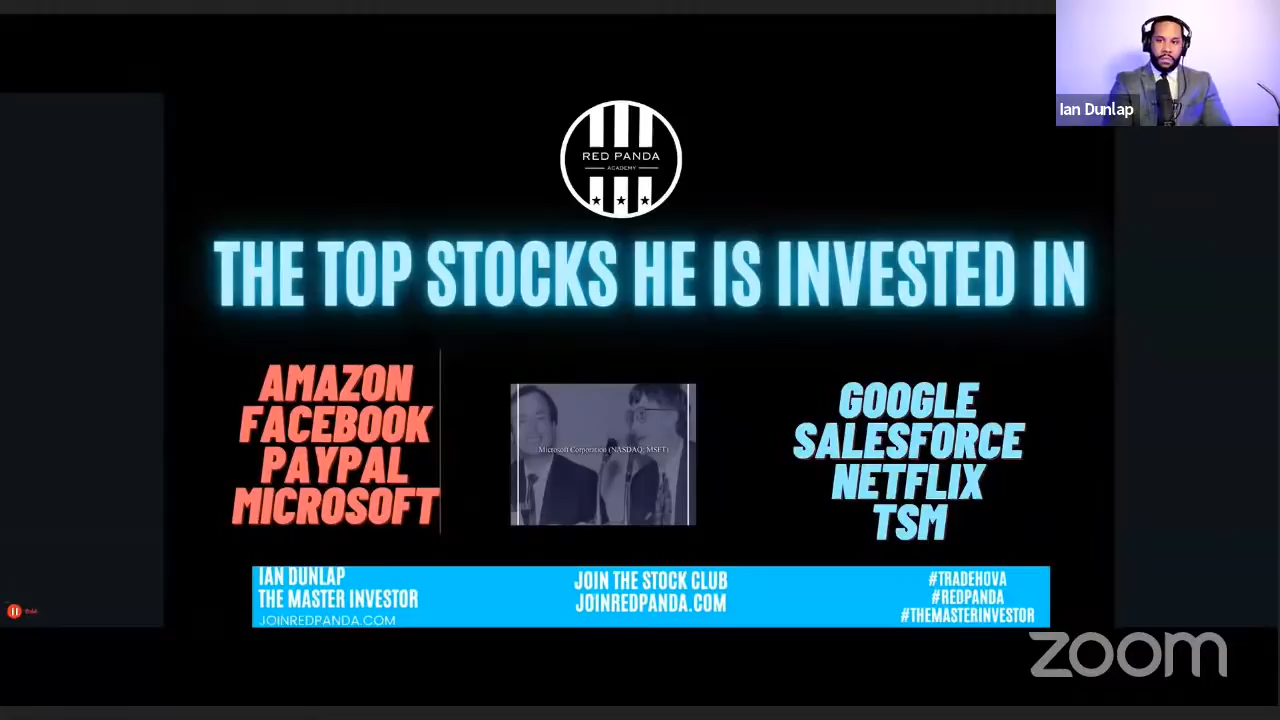 Ian Dunlap
RED PANDA
ACADEMY
THE TOP STOCKS HE IS INVESTED IN
AMAZON
FACEBOOK
PAYPAL
MICROSOFT
Microsoft Corporation (NASDAQ, MSFT)
GOOGLE
SALESFORCE
NETFLIX
TSM
IAN DUNLAP
THE MASTER INVESTOR
JOINREDPANDA.COM
JOIN THE STOCK CLUB
JOINREDPANDA.COM
#TRADEHOVA
#REDPANDA
#THEMASTERINVESTOR
zoom